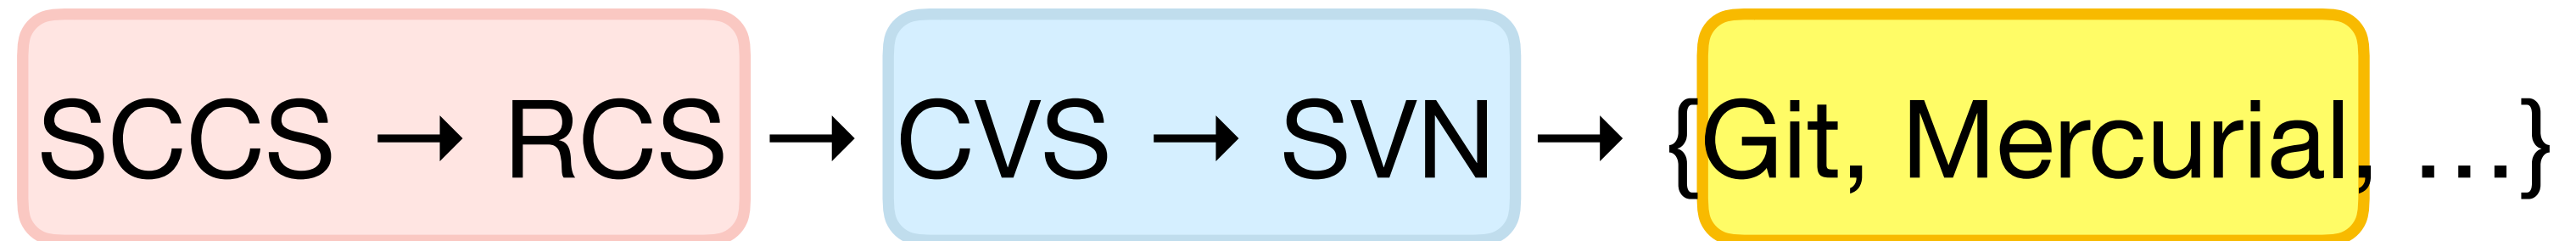 SCCS → RCS → CVS → SVN → {Git, Mercurial, ...}